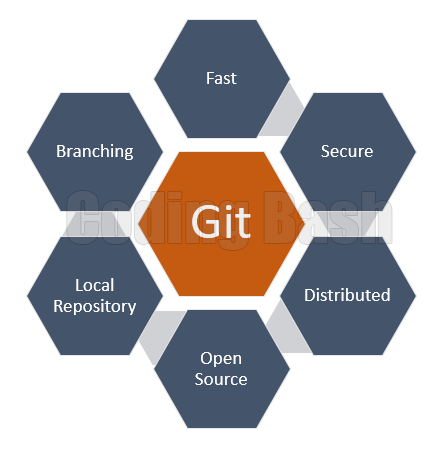 Fast
Branching
Secure
Coding Bash
Git
Local
Repository
Distributed
Open
Source